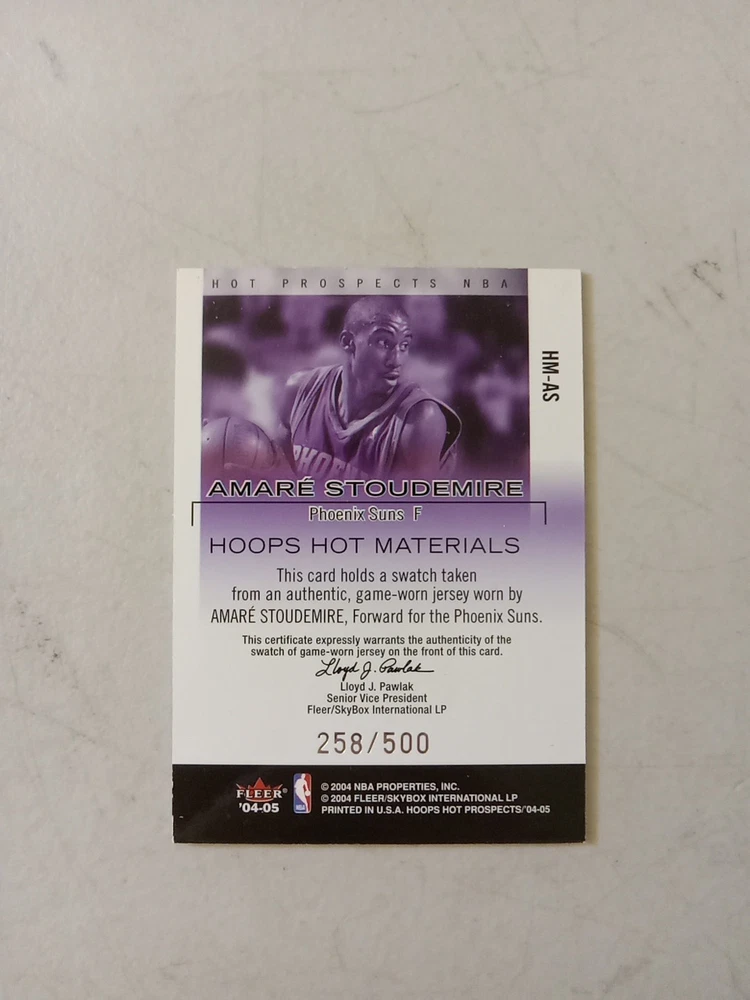 HOT PROSPECTS NBA
HM-AS
PHOE
AMARÉ STOUDEMIRE
Phoenix Suns F
HOOPS HOT MATERIALS
This card holds a swatch taken
from an authentic, game-worn jersey worn by
AMARÉ STOUDEMIRE, Forward for the Phoenix Suns.
This certificate expressly warrants the authenticity of the
swatch of game-worn jersey on the front of this card.
Lloyd J. Pawlak
Lloyd J. Pawlak
Senior Vice President
Fleer/SkyBox International LP
258/500
FLEER®
'04-05
NBA
© 2004 NBA PROPERTIES, INC.
© 2004 FLEER/SKYBOX INTERNATIONAL LP
PRINTED IN U.S.A. HOOPS HOT PROSPECTS/'04-05